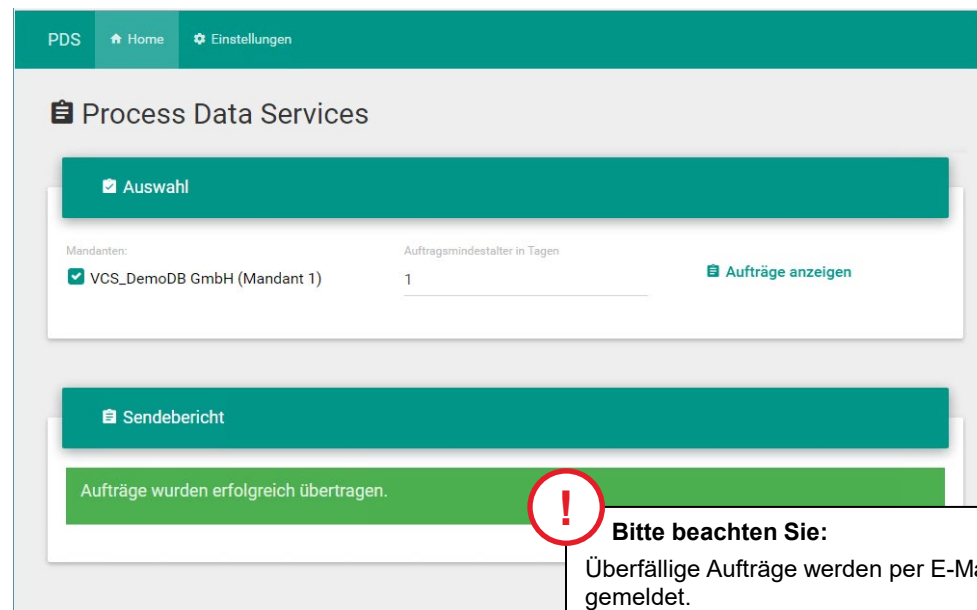 PDS Home Einstellungen
Process Data Services
Auswahl
Mandanten: Auftragsmindestalter in Tagen
VCS_DemoDB GmbH (Mandant 1) 1 Aufträge anzeigen
Sendebericht
Aufträge wurden erfolgreich übertragen.
!
Bitte beachten Sie:
Überfällige Aufträge werden per
gemeldet.